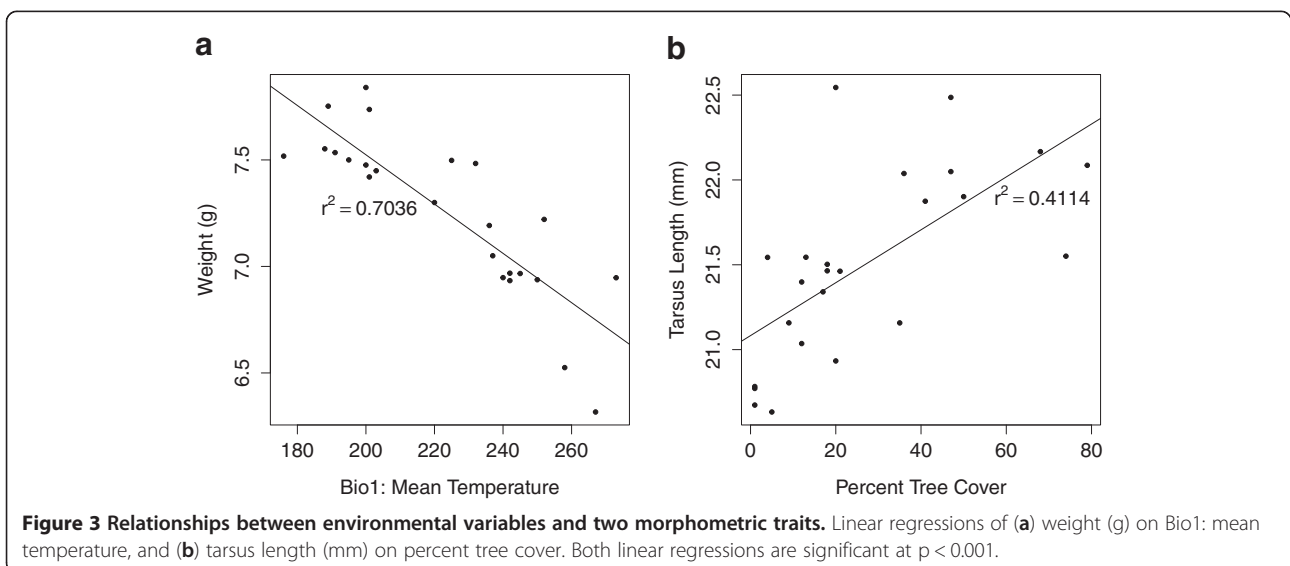 a
b
7.5
7.0
6.5
Weight (g)
r² = 0.7036
180 200 220 240 260
Bio1: Mean Temperature
22.5
22.0
21.5
21.0
Tarsus Length (mm)
r² = 0.4114
0 20 40 60 80
Percent Tree Cover
Figure 3 Relationships between environmental variables and two morphometric traits. Linear regressions of (a) weight (g) on Bio1: mean
temperature, and (b) tarsus length (mm) on percent tree cover. Both linear regressions are significant at p < 0.001.